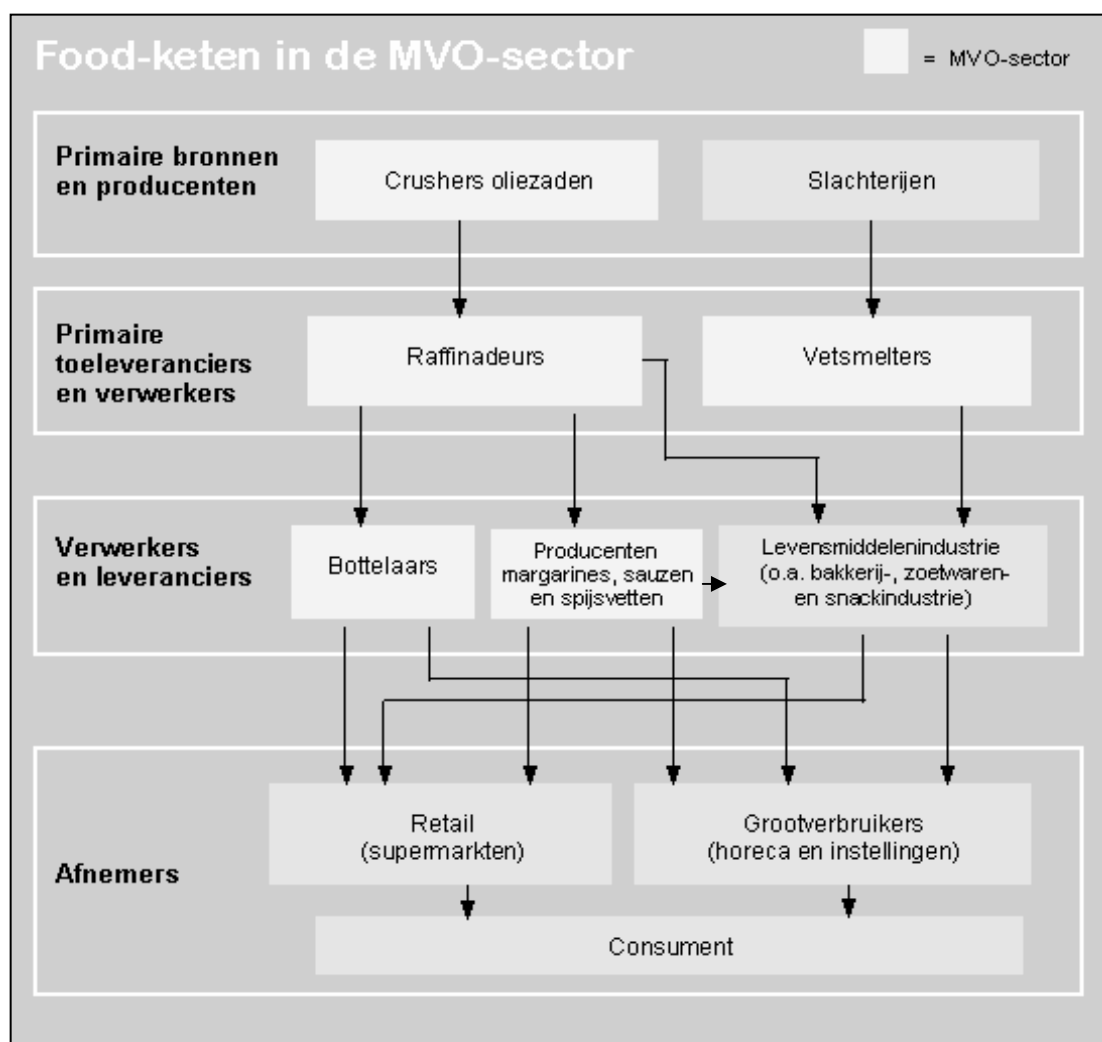 Food-keten in de MVO-sector
= MVO-sector
Primaire bronnen
en producenten
Crushers oliezaden
Slachterijen
Primaire
toeleveranciers
en verwerkers
Raffinadeurs
Vetsmelters
Verwerkers
en leveranciers
Bottelaars
Producenten
margarines, sauzen
en spijsvetten
Levensmiddelenindustrie
(o.a. bakkerij-, zoetwaren-
en snackindustrie)
Afnemers
Retail
(supermarkten)
Grootverbruikers
(horeca en instellingen)
Consument